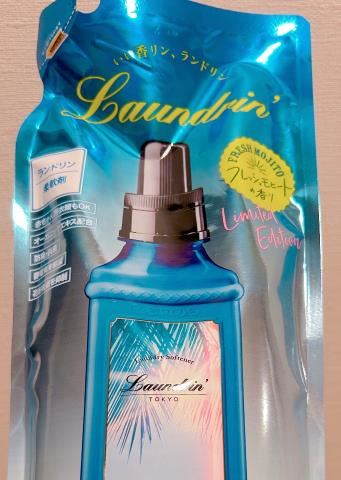 いい香リン、ランドリン
Laundrin'
FRESH MOJITO
フレッシュモヒート
の香り
Limited
Edition
ランドリン
柔軟剤
Laundry Softener
Laundrin'
TOKYO